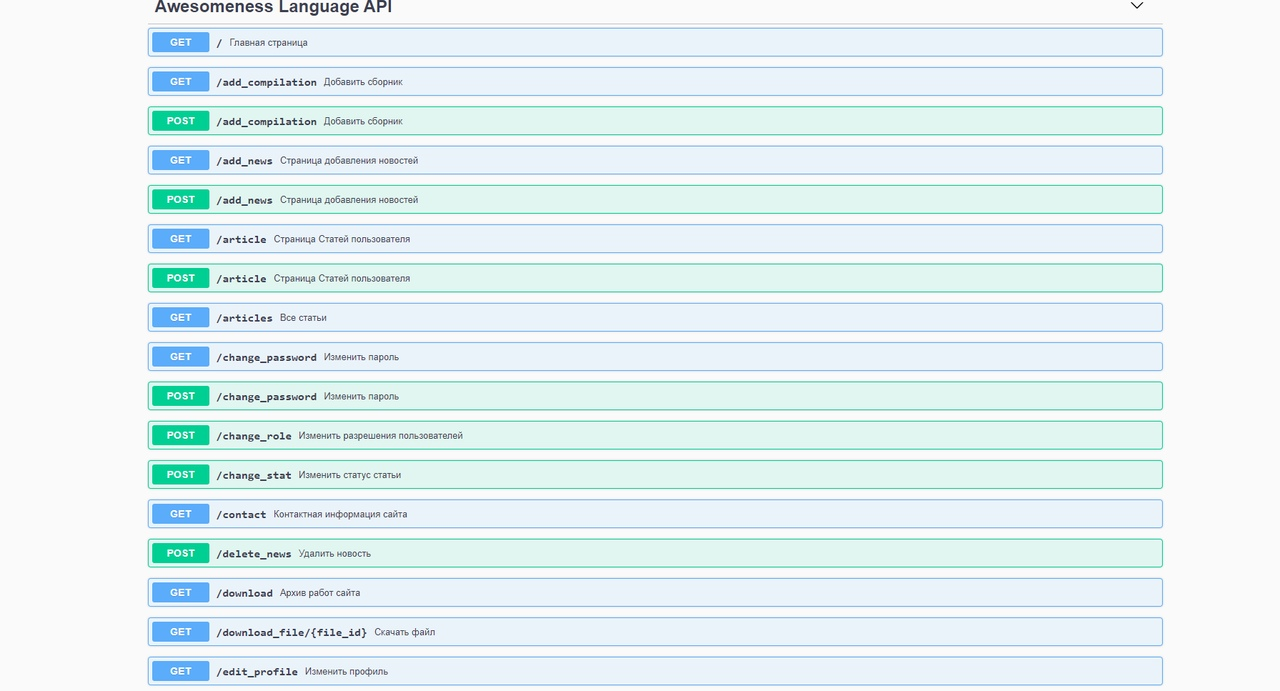 Awesomeness Language API
GET / Главная страница
GET /add_compilation Добавить сборник
POST /add_compilation Добавить сборник
GET /add_news Страница добавления новостей
POST /add_news Страница добавления новостей
GET /article Страница Статей пользователя
POST /article Страница Статей пользователя
GET /articles Все статьи
GET /change_password Изменить пароль
POST /change_password Изменить пароль
POST /change_role Изменить разрешения пользователей
POST /change_stat Изменить статус статьи
GET /contact Контактная информация сайта
POST /delete_news Удалить новость
GET /download Архив работ сайта
GET /download_file/{file_id} Скачать файл
GET /edit_profile Изменить профиль